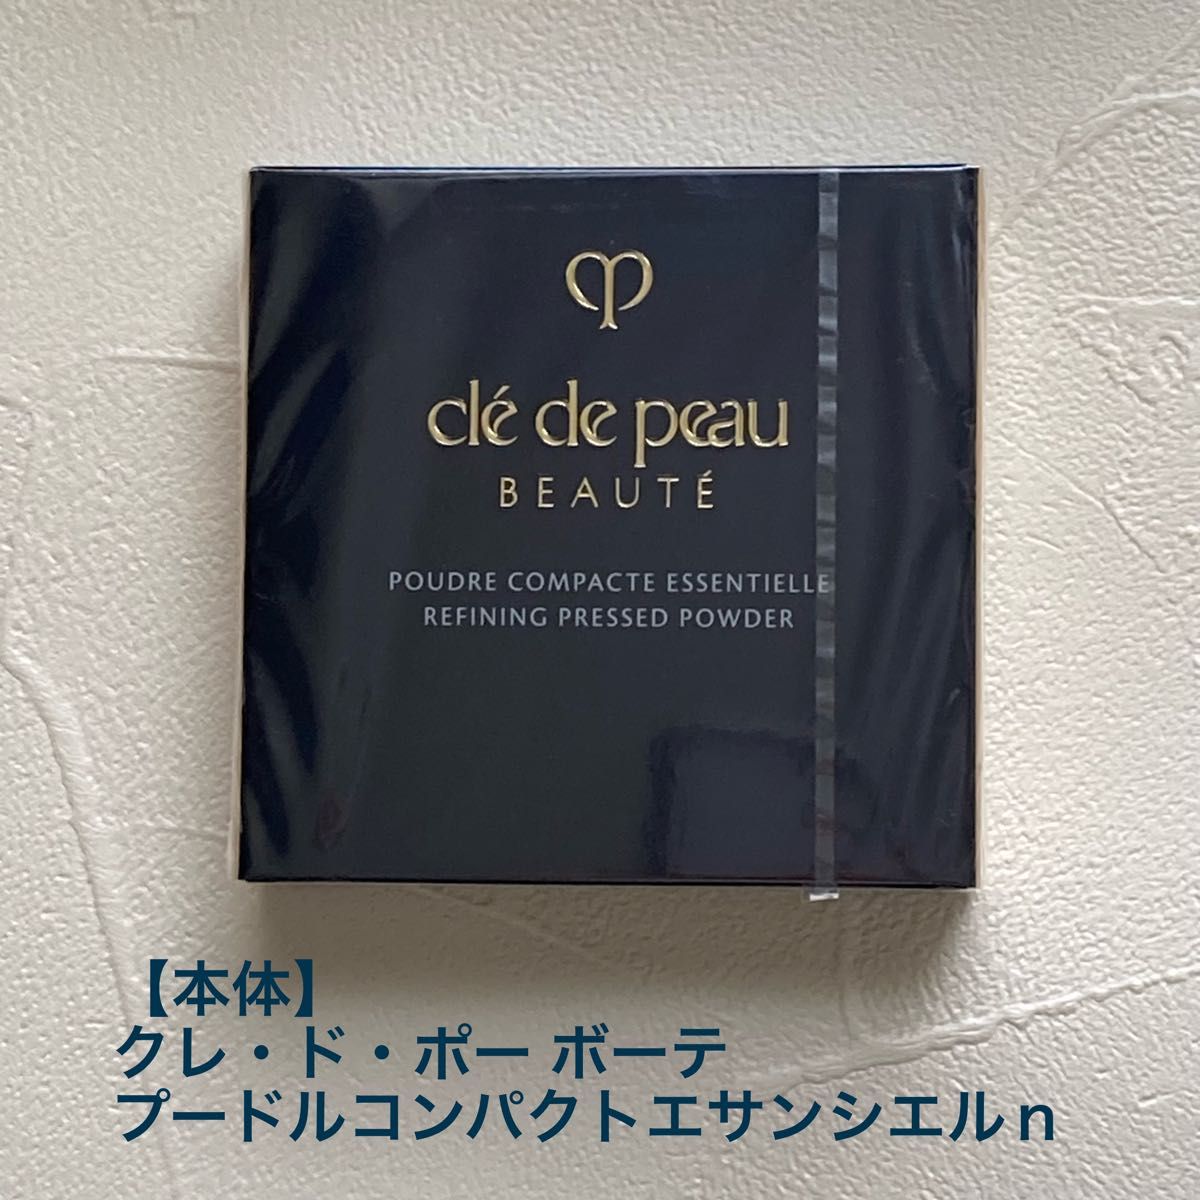 clé de peau
BEAUTÉ
POUDRE COMPACTE ESSENTIELLE
REFINING PRESSED POWDER
【本体】
クレ・ド・ポー ボーテ
プードルコンパクトエサンシエルｎ